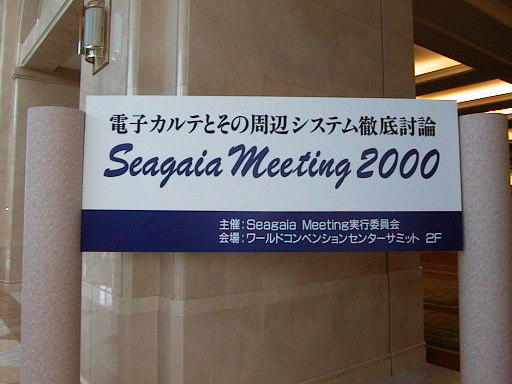 電子カルテとその周辺システム徹底討論
Seagaia Meeting 2000
主催：Seagaia Meeting実行委員会
会場：ワールドコンベンションセンターサミット 2F